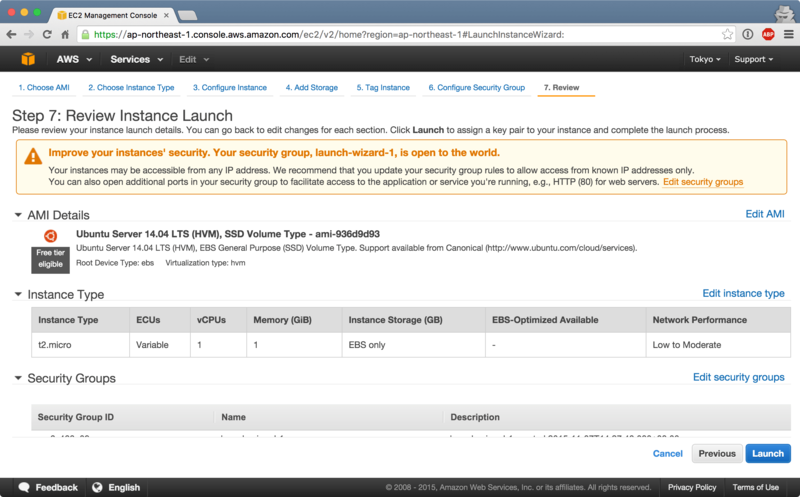 EC2 Management Console
https://ap-northeast-1.console.aws.amazon.com/ec2/v2/home?region=ap-northeast-1#LaunchInstanceWizard:
ABP
AWS Services Edit Tokyo Support
1. Choose AMI 2. Choose Instance Type 3. Configure Instance 4. Add Storage 5. Tag Instance 6. Configure Security Group 7. Review
Step 7: Review Instance Launch
Please review your instance launch details. You can go back to edit changes for each section. Click Launch to assign a key pair to your instance and complete the launch process.
Improve your instances' security. Your security group, launch-wizard-1, is open to the world.
Your instances may be accessible from any IP address. We recommend that you update your security group rules to allow access from known IP addresses only.
You can also open additional ports in your security group to facilitate access to the application or service you're running, e.g., HTTP (80) for web servers. Edit security groups
AMI Details Edit AMI
Ubuntu Server 14.04 LTS (HVM), SSD Volume Type - ami-936d9d93
Free tier eligible
Ubuntu Server 14.04 LTS (HVM), EBS General Purpose (SSD) Volume Type. Support available from Canonical (http://www.ubuntu.com/cloud/services).
Root Device Type: ebs Virtualization type: hvm
Instance Type Edit instance type
Instance Type ECUs vCPUs Memory (GiB) Instance Storage (GB) EBS-Optimized Available Network Performance
t2.micro Variable 1 1 EBS only - Low to Moderate
Security Groups Edit security groups
Security Group ID Name Description
Cancel Previous Launch
Feedback English © 2008 - 2015, Amazon Web Services, Inc. or its affiliates. All rights reserved. Privacy Policy Terms of Use